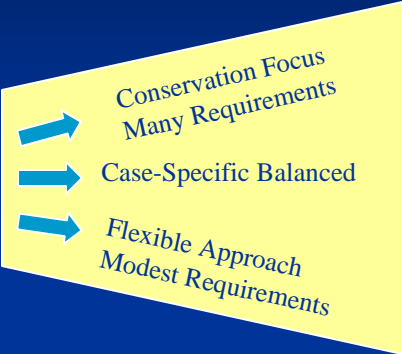 Conservation Focus
Many Requirements
Case-Specific Balanced
Flexible Approach
Modest Requirements